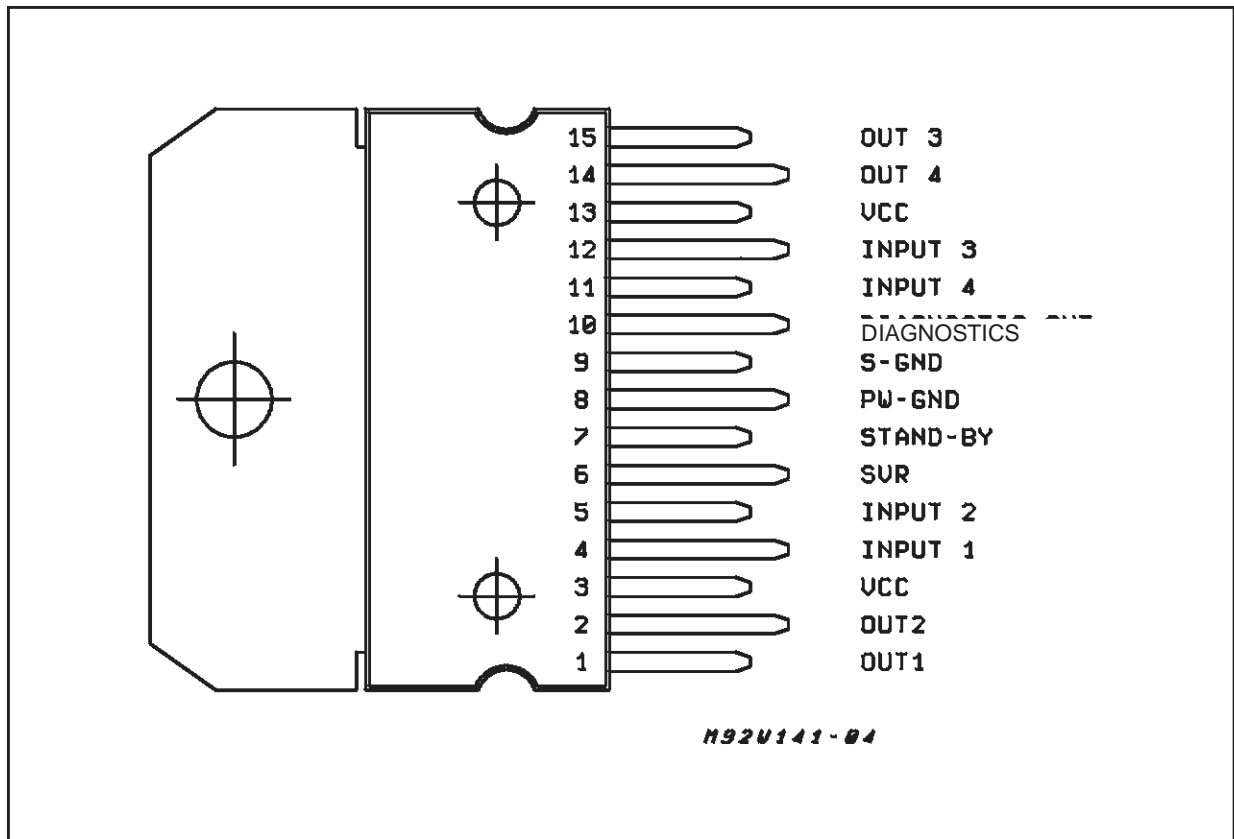 15 OUT 3
14 OUT 4
13 VCC
12 INPUT 3
11 INPUT 4
10 DIAGNOSTICS
9 S-GND
8 PW-GND
7 STAND-BY
6 SVR
5 INPUT 2
4 INPUT 1
3 VCC
2 OUT2
1 OUT1